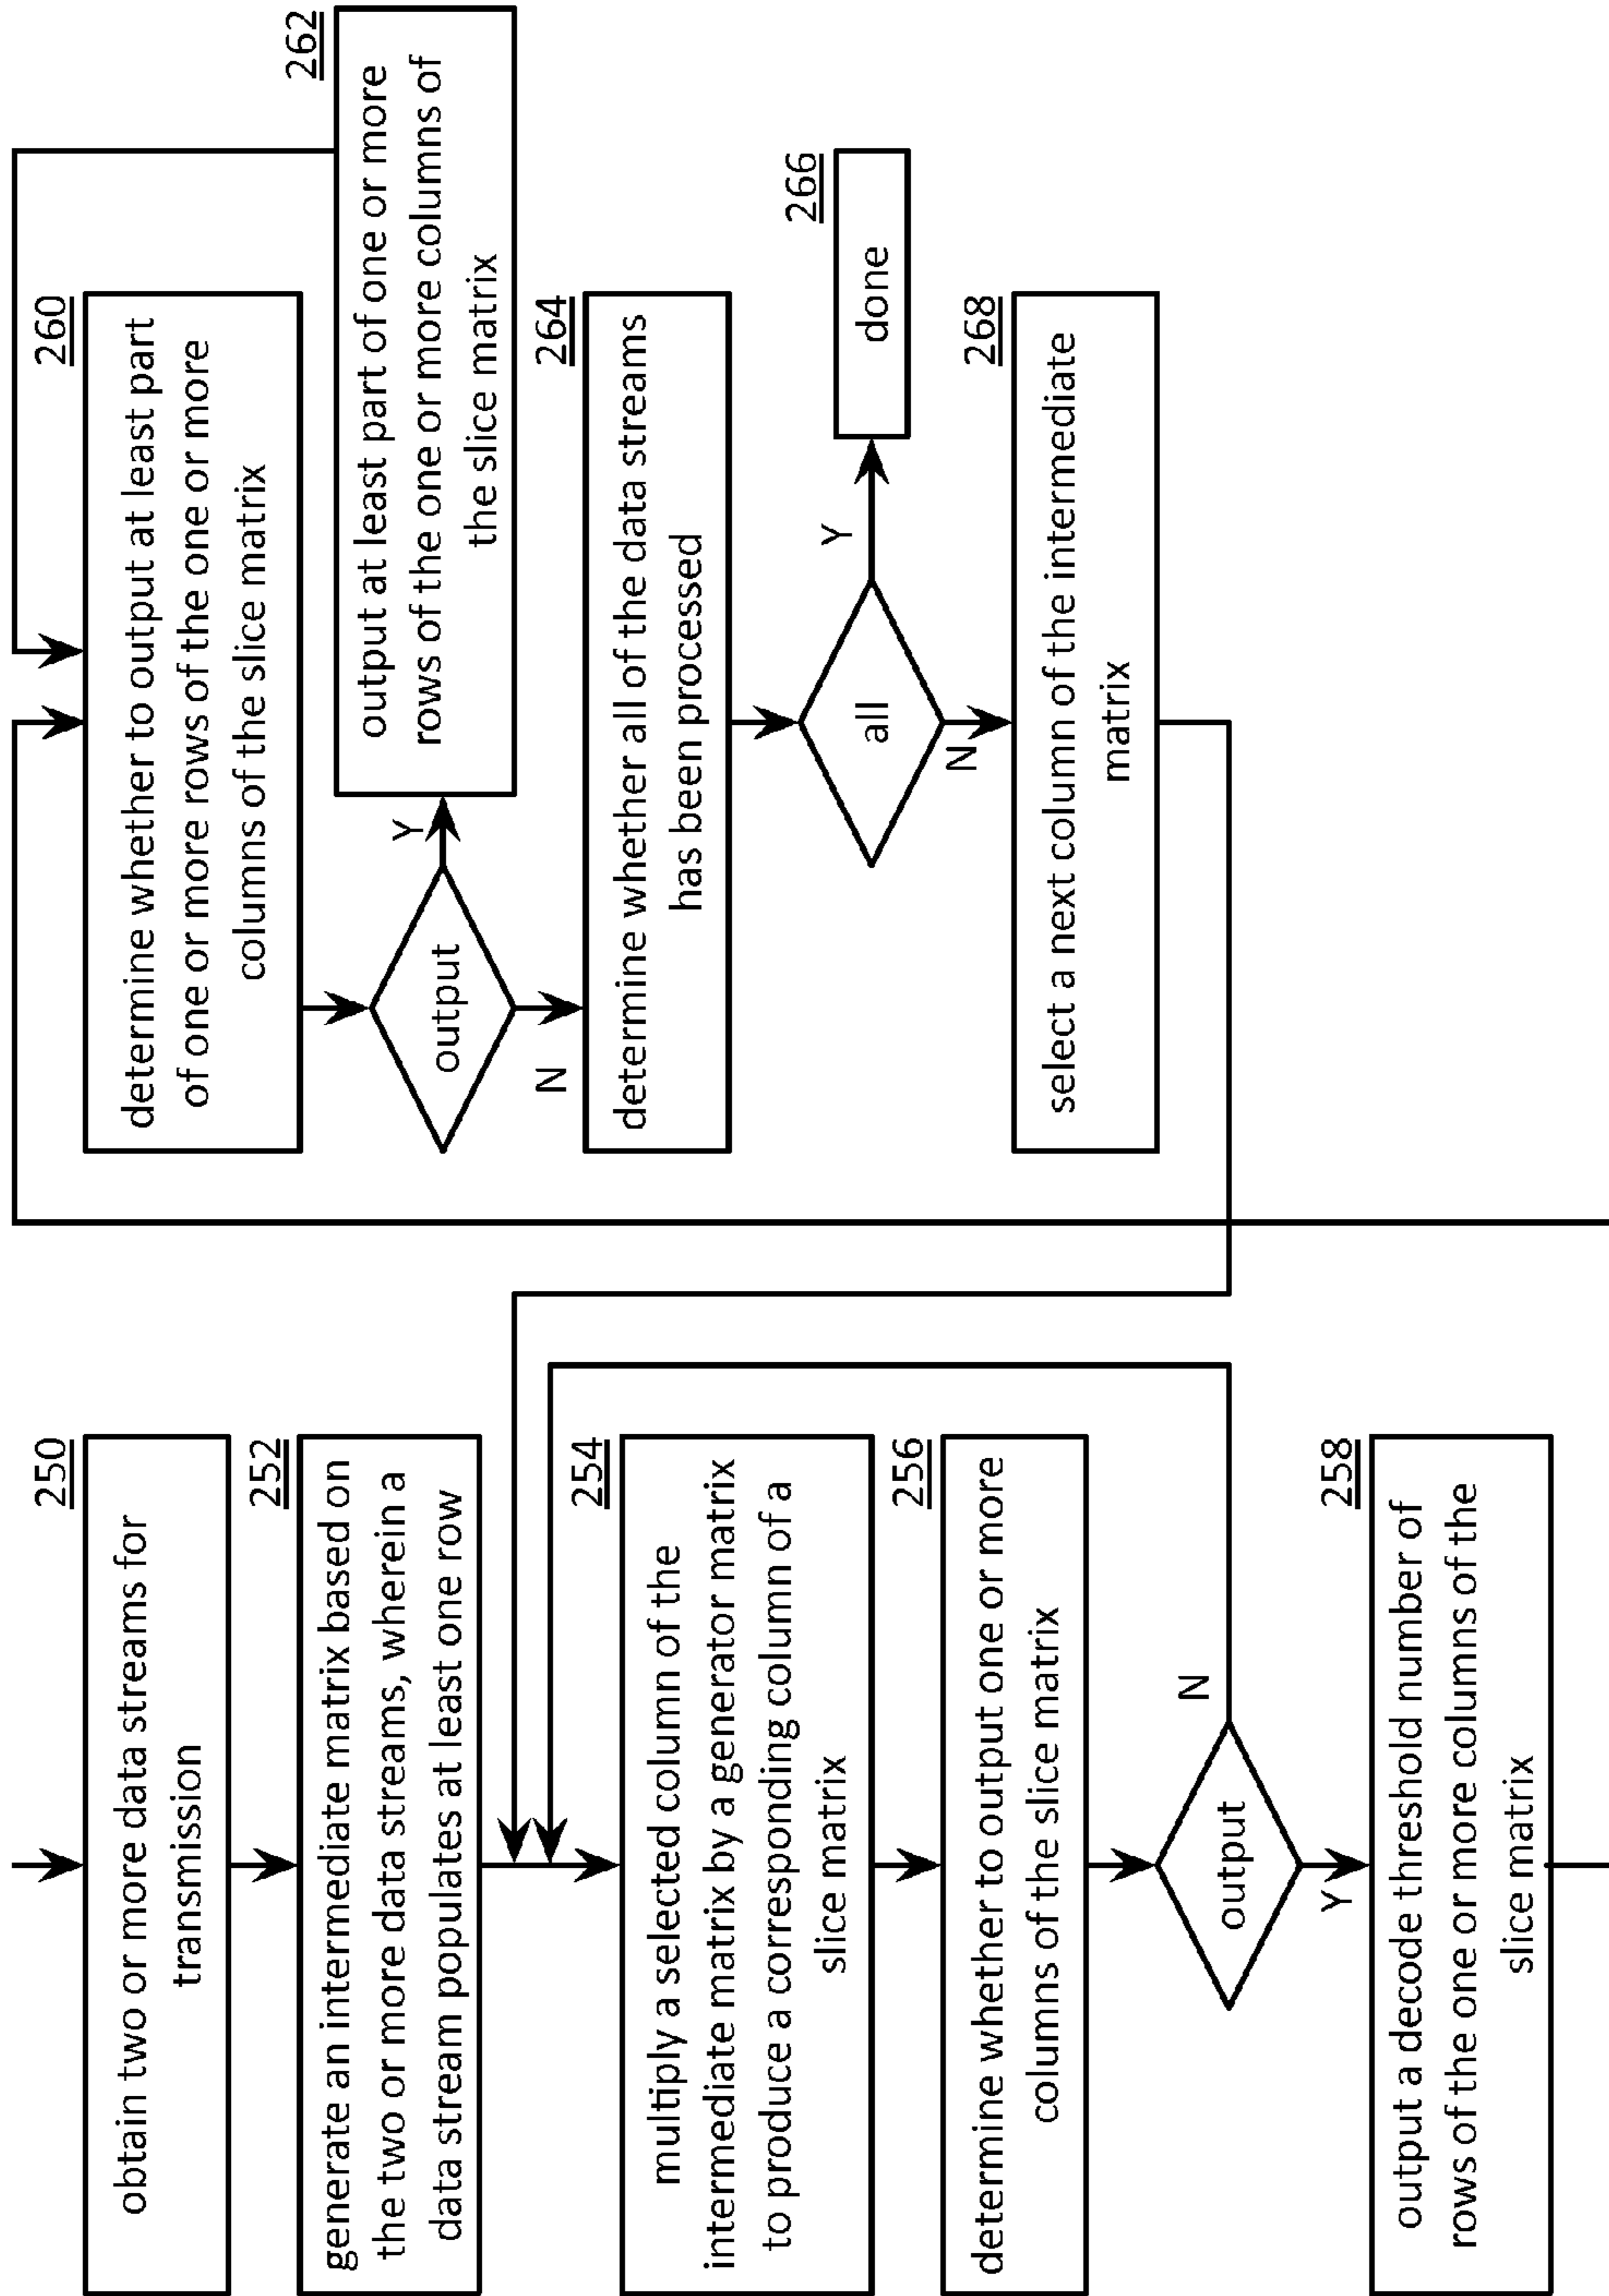 250
obtain two or more data streams for
transmission
252
generate an intermediate matrix based on
the two or more data streams, wherein a
data stream populates at least one row
254
multiply a selected column of the
intermediate matrix by a generator matrix
to produce a corresponding column of a
slice matrix
256
determine whether to output one or more
columns of the slice matrix
output
N
Y
258
output a decode threshold number of
rows of the one or more columns of the
slice matrix
260
determine whether to output at least part
of one or more rows of the one or more
columns of the slice matrix
output
Y
N
262
output at least part of one or more
rows of the one or more columns of
the slice matrix
264
determine whether all of the data streams
has been processed
all
Y
N
266
done
268
select a next column of the intermediate
matrix